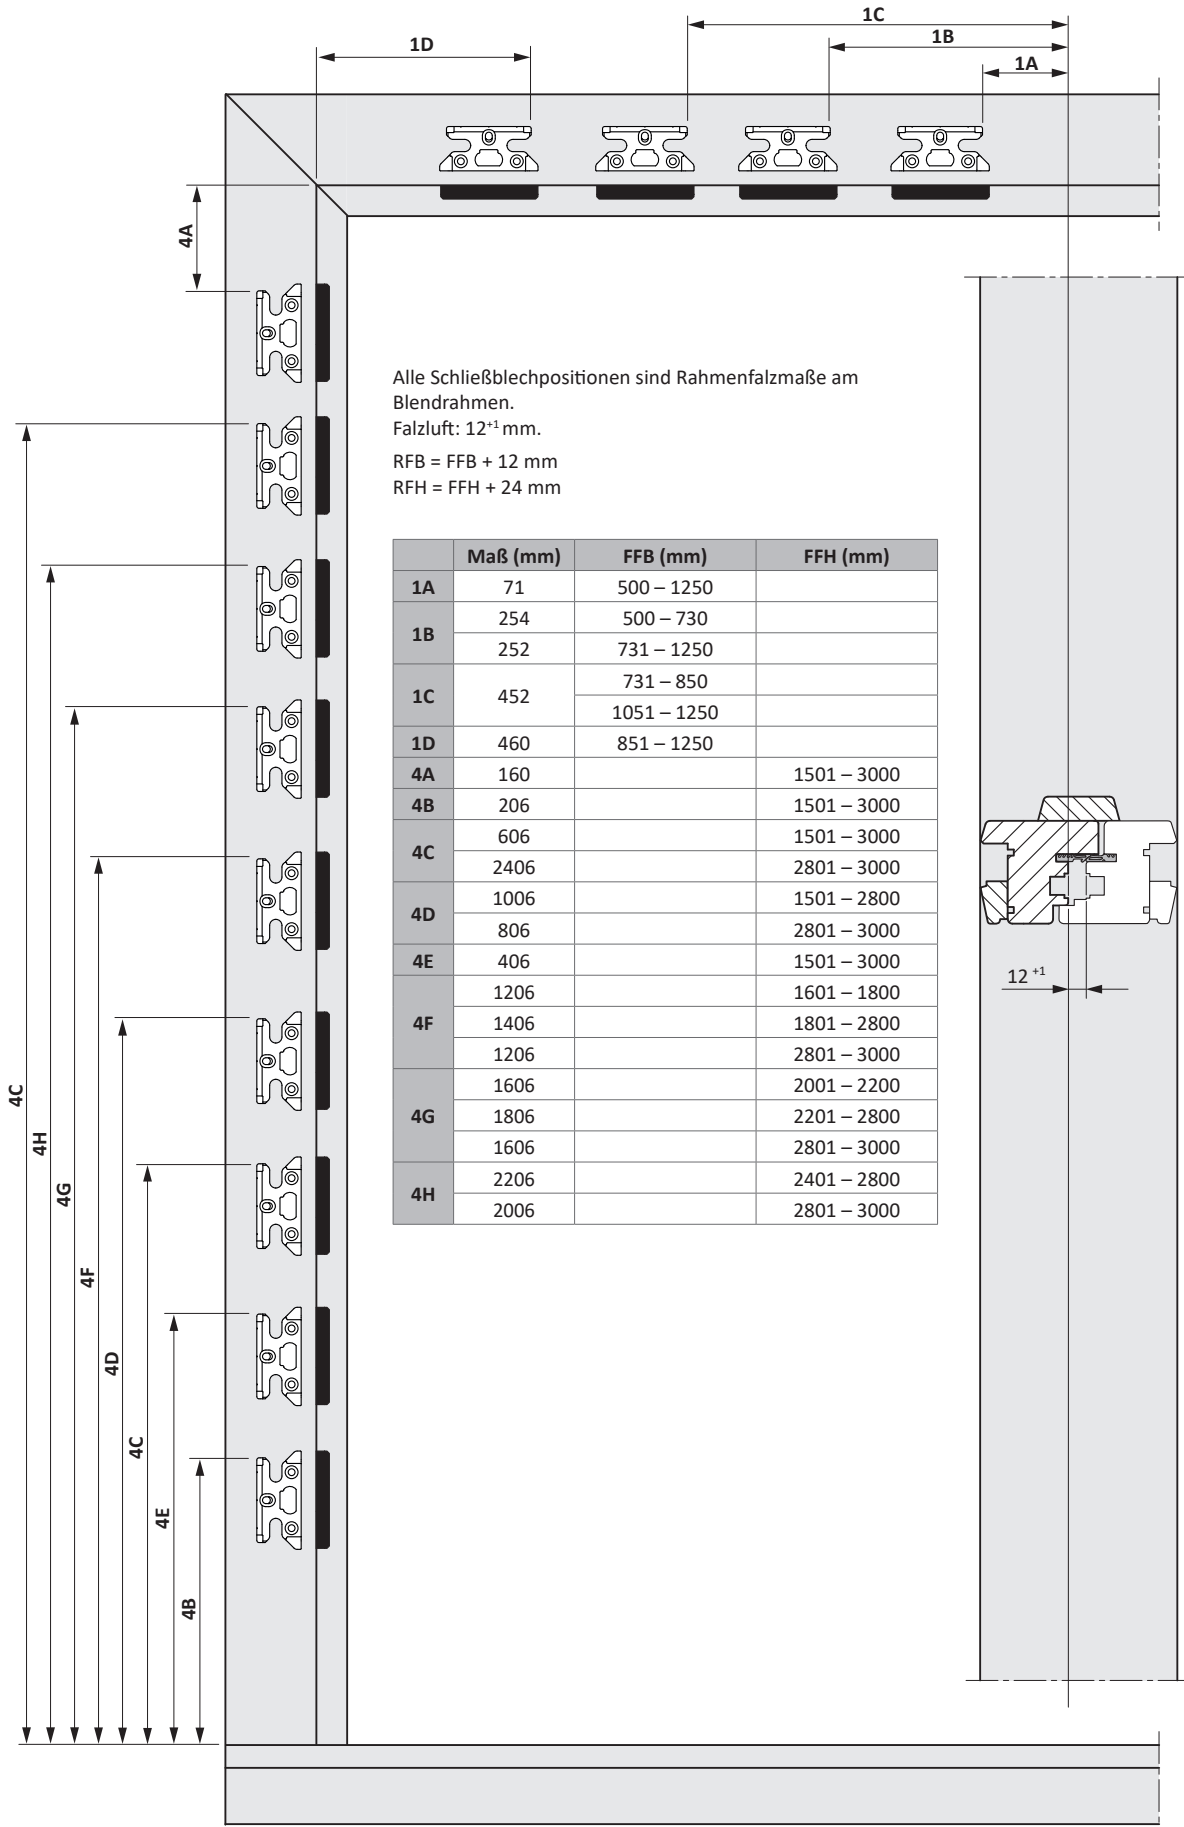 1C
1B
1D
1A
4A
Alle Schließblechpositionen sind Rahmenfalzmaße am
Blendrahmen.
Falzluft: 12⁺¹ mm.
RFB = FFB + 12 mm
RFH = FFH + 24 mm
Maß (mm) FFB (mm) FFH (mm)
1A 71 500 – 1250
1B 254 500 – 730
252 731 – 1250
1C 452 731 – 850
1051 – 1250
1D 460 851 – 1250
4A 160 1501 – 3000
4B 206 1501 – 3000
4C 606 1501 – 3000
2406 2801 – 3000
4D 1006 1501 – 2800
806 2801 – 3000
4E 406 1501 – 3000
4F 1206 1601 – 1800
1406 1801 – 2800
1206 2801 – 3000
4G 1606 2001 – 2200
1806 2201 – 2800
1606 2801 – 3000
4H 2206 2401 – 2800
2006 2801 – 3000
12 ⁺¹
4C
4H
4G
4F
4D
4C
4E
4B